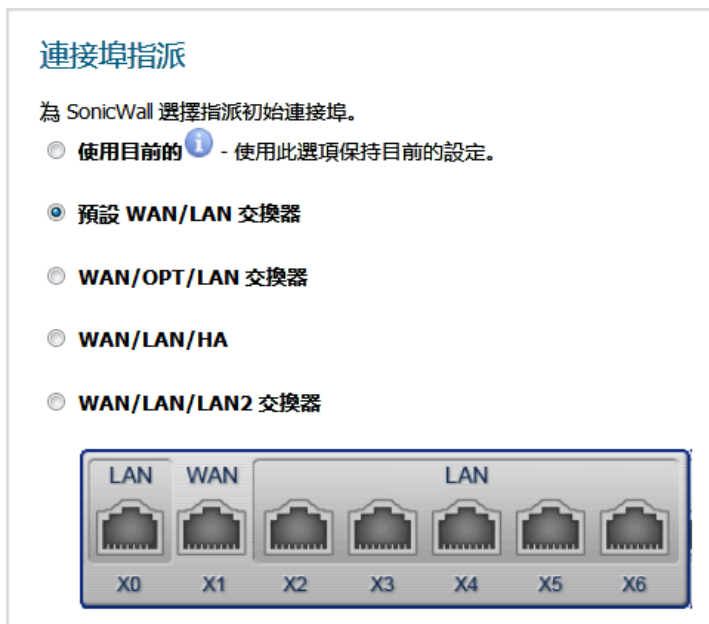 連接埠指派
為 SonicWall 選擇指派初始連接埠。
使用目前的 i - 使用此選項保持目前的設定。
預設 WAN/LAN 交換器
WAN/OPT/LAN 交換器
WAN/LAN/HA
WAN/LAN/LAN2 交換器
LAN WAN LAN
X0 X1 X2 X3 X4 X5 X6